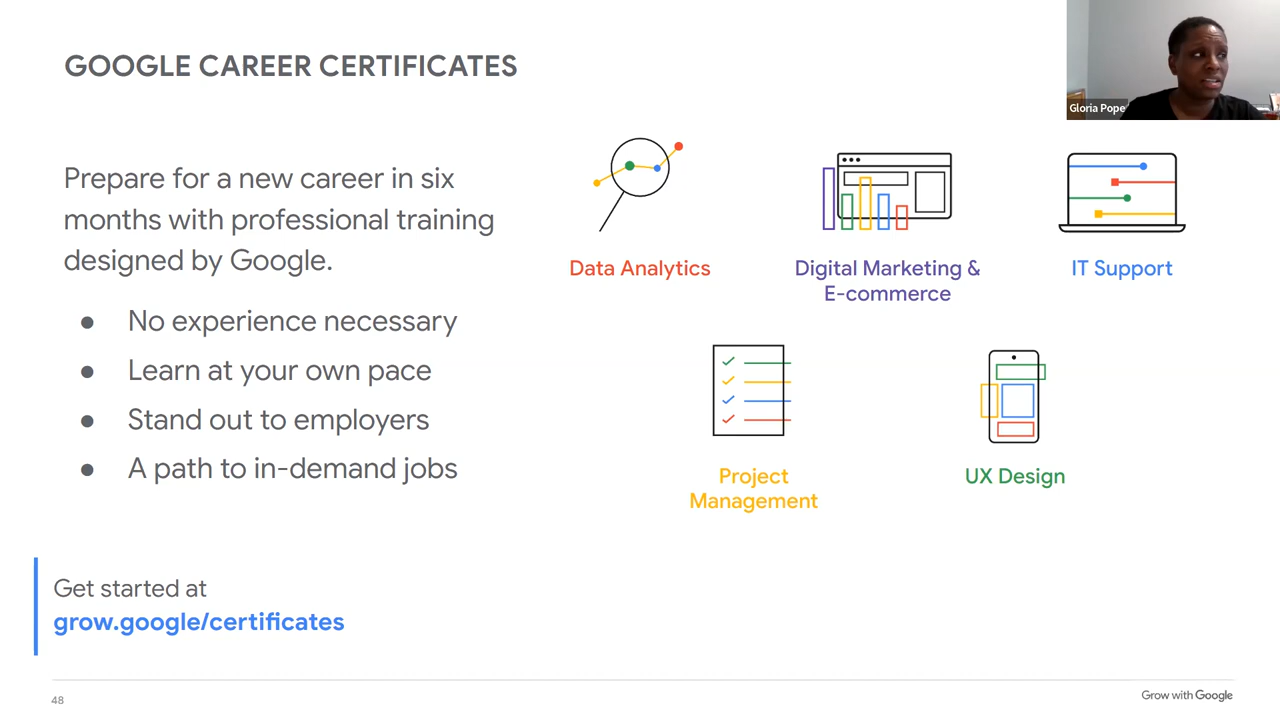 GOOGLE CAREER CERTIFICATES
Gloria Pope
Prepare for a new career in six
months with professional training
designed by Google.
● No experience necessary
● Learn at your own pace
● Stand out to employers
● A path to in-demand jobs
Data Analytics
Digital Marketing &
E-commerce
IT Support
Project
Management
UX Design
Get started at
grow.google/certificates
48
Grow with Google